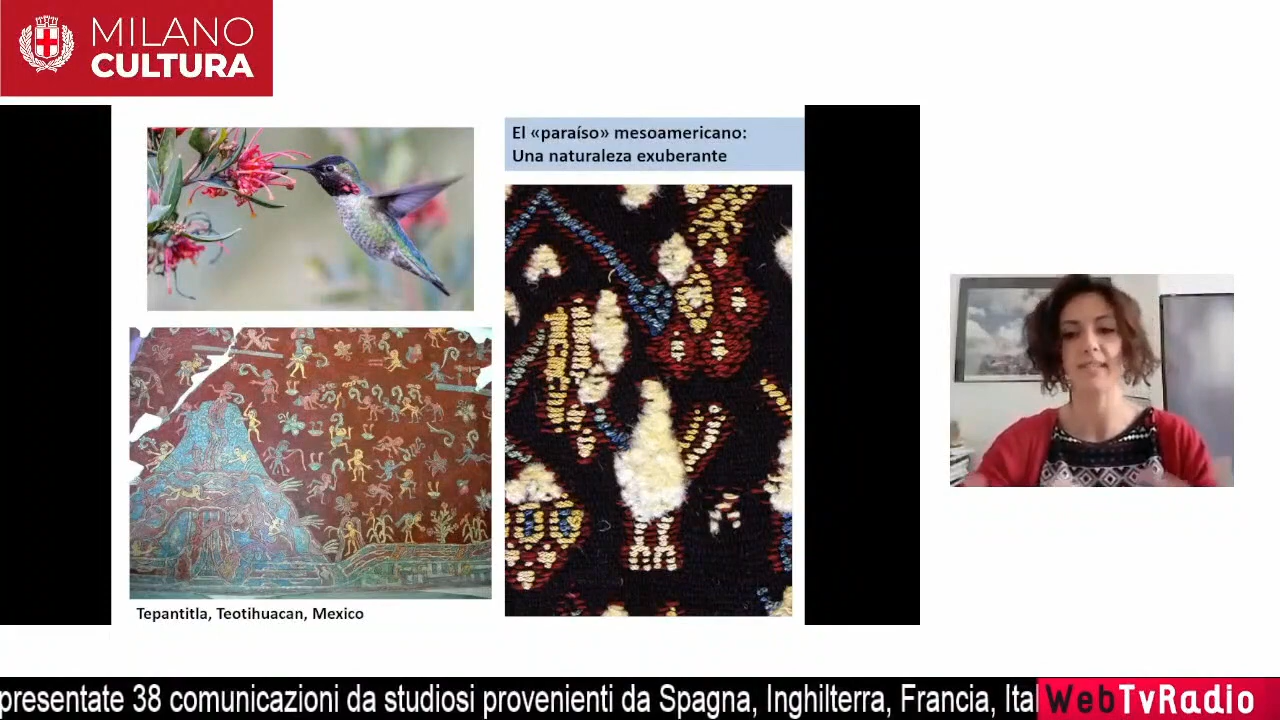 MILANO
CULTURA
El «paraíso» mesoamericano:
Una naturaleza exuberante
Tepantitla, Teotihuacan, Mexico
presentate 38 comunicazioni da studiosi provenienti da Spagna, Inghilterra, Francia, Ital
WebTvRadio